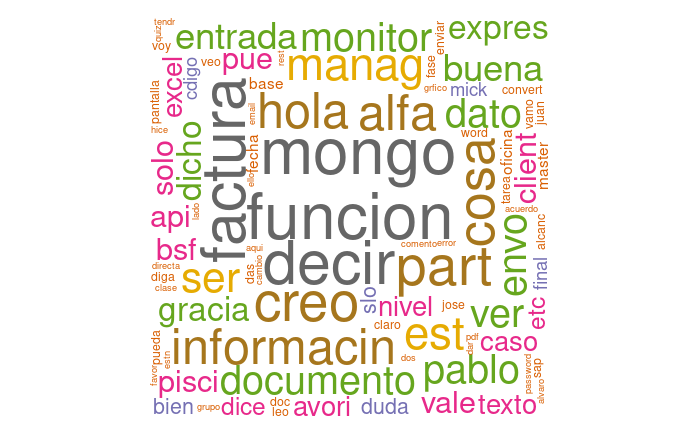 tendr
quiz
voy
entrada
monitor
enviar
expres
veo
pue
rest
manag
fase
buena
pantalla
excel
cdigo
base
grfico
mick
convert
hice
factura
email
hola
alfa
dato
vamo
juan
dicho
fecha
mongo
word
cosa
tarea
oficina
client
master
solo
ello
api
lado
funcion
acuerdo
bsf
aqui
comento
error
envo
alcanc
directa
diga
clase
ser
das
cambio
decir
part
final
gracia
creo
slo
nivel
jose
ver
etc
favor
pueda
estn
informacin
claro
dos
est
dar
pdf
caso
pisci
documento
pablo
password
alvaro
sap
bien
grupo
dice
doc
leo
avori
duda
vale
texto